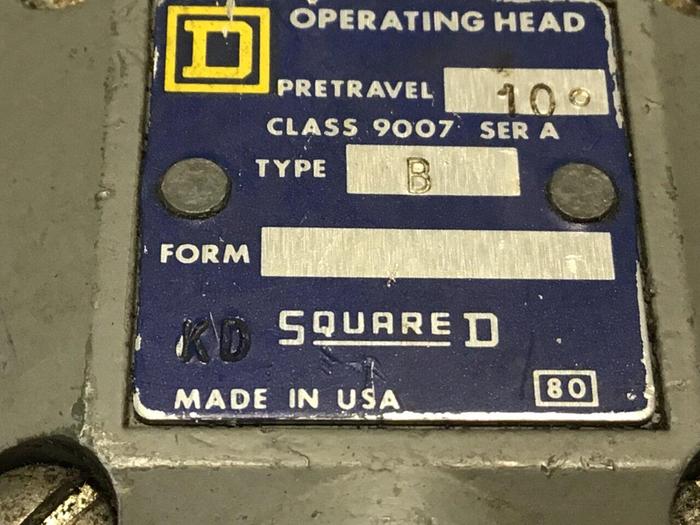 D OPERATING HEAD
PRETRAVEL 10°
CLASS 9007 SER A
TYPE B
FORM
KD SQUARE D
MADE IN USA 80